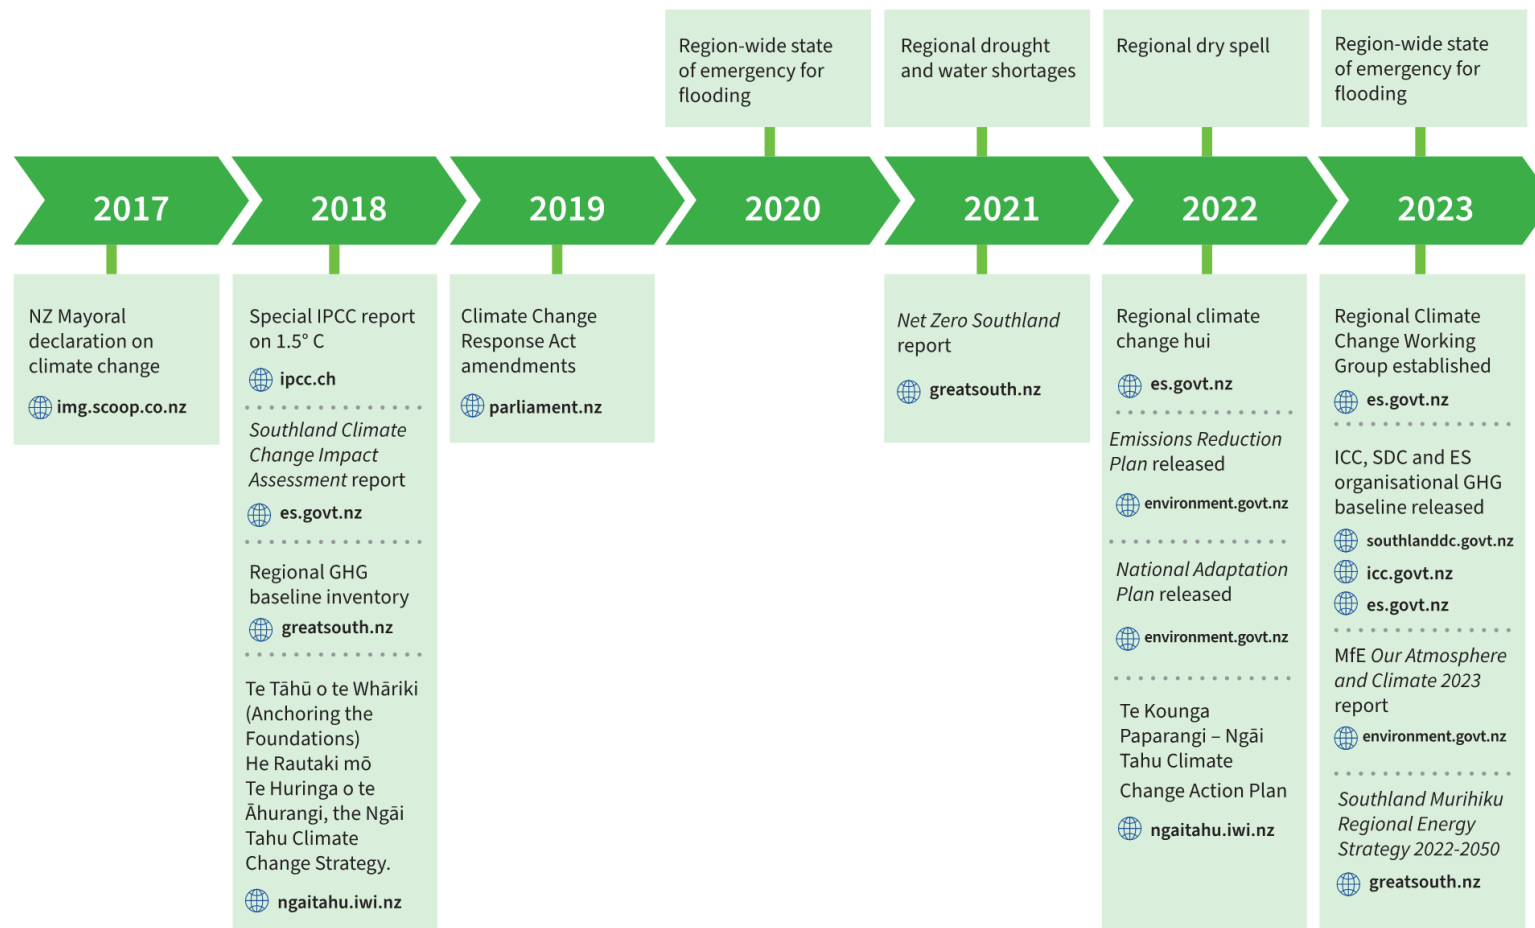 Region-wide state
of emergency for
flooding
Regional drought
and water shortages
Regional dry spell
Region-wide state
of emergency for
flooding
2017
2018
2019
2020
2021
2022
2023
NZ Mayoral
declaration on
climate change
img.scoop.co.nz
Special IPCC report
on 1.5° C
ipcc.ch
Southland Climate
Change Impact
Assessment report
es.govt.nz
Regional GHG
baseline inventory
greatsouth.nz
Te Tāhū o te Whāriki
(Anchoring the
Foundations)
He Rautaki mō
Te Huringa o te
Āhurangi, the Ngāi
Tahu Climate
Change Strategy.
ngaitahu.iwi.nz
Climate Change
Response Act
amendments
parliament.nz
Net Zero Southland
report
greatsouth.nz
Regional climate
change hui
es.govt.nz
Emissions Reduction
Plan released
environment.govt.nz
National Adaptation
Plan released
environment.govt.nz
Te Kounga
Paparangi – Ngāi
Tahu Climate
Change Action Plan
ngaitahu.iwi.nz
Regional Climate
Change Working
Group established
es.govt.nz
ICC, SDC and ES
organisational GHG
baseline released
southlanddc.govt.nz
icc.govt.nz
es.govt.nz
MfE Our Atmosphere
and Climate 2023
report
environment.govt.nz
Southland Murihiku
Regional Energy
Strategy 2022-2050
greatsouth.nz